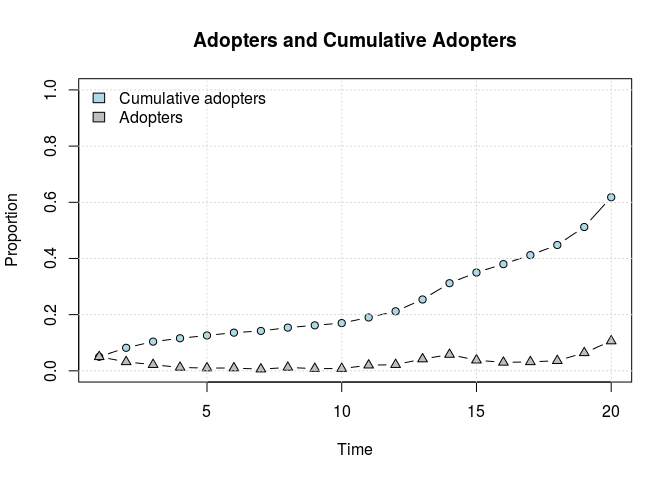 Adopters and Cumulative Adopters
Cumulative adopters
Adopters
Proportion
1.0
0.8
0.6
0.4
0.2
0.0
5 10 15 20
Time